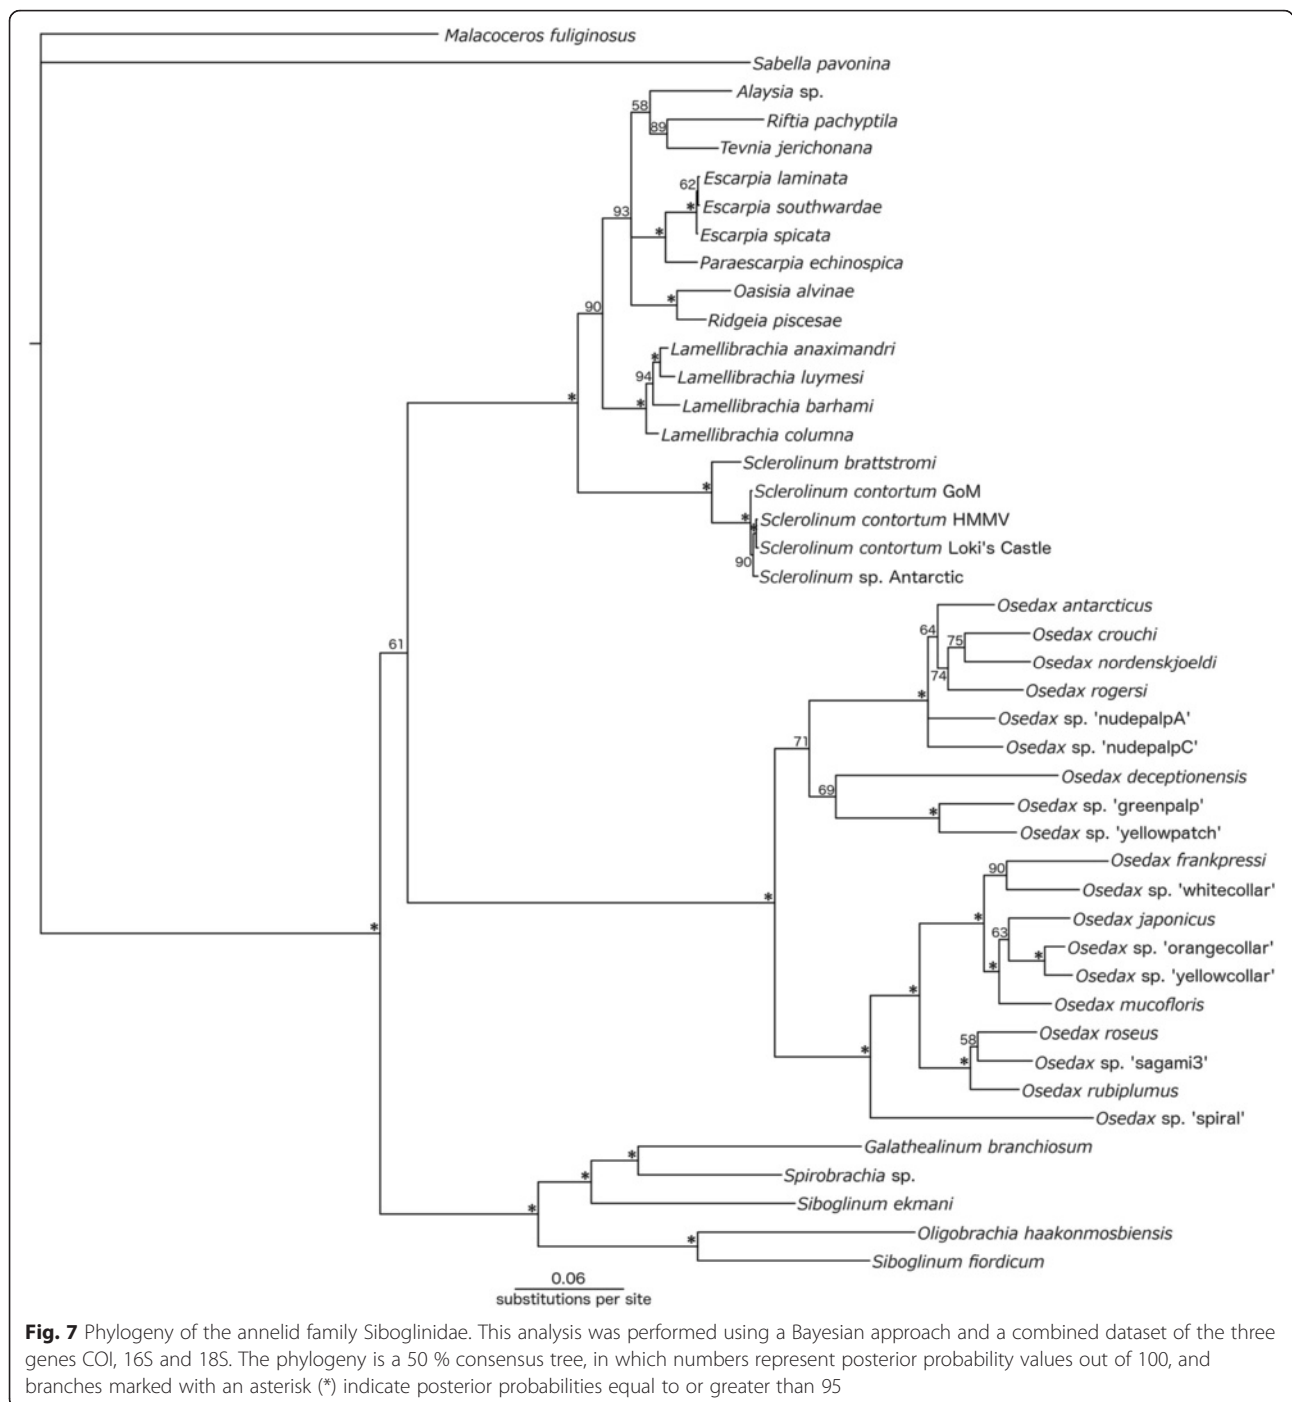 Malacoceros fuliginosus
Sabella pavonina
Alaysia sp.
58
Riftia pachyptila
89
Tevnia jerichonana
Escarpia laminata
62
Escarpia southwardae
*
93
Escarpia spicata
*
Paraescarpia echinospica
Oasisia alvinae
*
90
Ridgeia piscesae
Lamellibrachia anaximandri
*
Lamellibrachia luymesi
94
Lamellibrachia barhami
*
*
Lamellibrachia columna
Sclerolinum brattstromi
*
Sclerolinum contortum GoM
*
Sclerolinum contortum HMMV
*
Sclerolinum contortum Loki's Castle
90
Sclerolinum sp. Antarctic
Osedax antarcticus
64
Osedax crouchi
75
61
Osedax nordenskjoeldi
74
Osedax rogersi
*
Osedax sp. 'nudepalpA'
71
Osedax sp. 'nudepalpC'
Osedax deceptionensis
69
Osedax sp. 'greenpalp'
*
Osedax sp. 'yellowpatch'
Osedax frankpressi
90
Osedax sp. 'whitecollar'
*
*
Osedax japonicus
63
*
Osedax sp. 'orangecollar'
*
Osedax sp. 'yellowcollar'
*
*
Osedax mucofloris
Osedax roseus
58
*
Osedax sp. 'sagami3'
*
Osedax rubiplumus
Osedax sp. 'spiral'
Galathealinum branchiosum
*
Spirobrachia sp.
*
Siboglinum ekmani
*
Oligobrachia haakonmosbiensis
*
Siboglinum fiordicum
0.06
substitutions per site
Fig. 7 Phylogeny of the annelid family Siboglinidae. This analysis was performed using a Bayesian approach and a combined dataset of the three
genes COI, 16S and 18S. The phylogeny is a 50 % consensus tree, in which numbers represent posterior probability values out of 100, and
branches marked with an asterisk (*) indicate posterior probabilities equal to or greater than 95